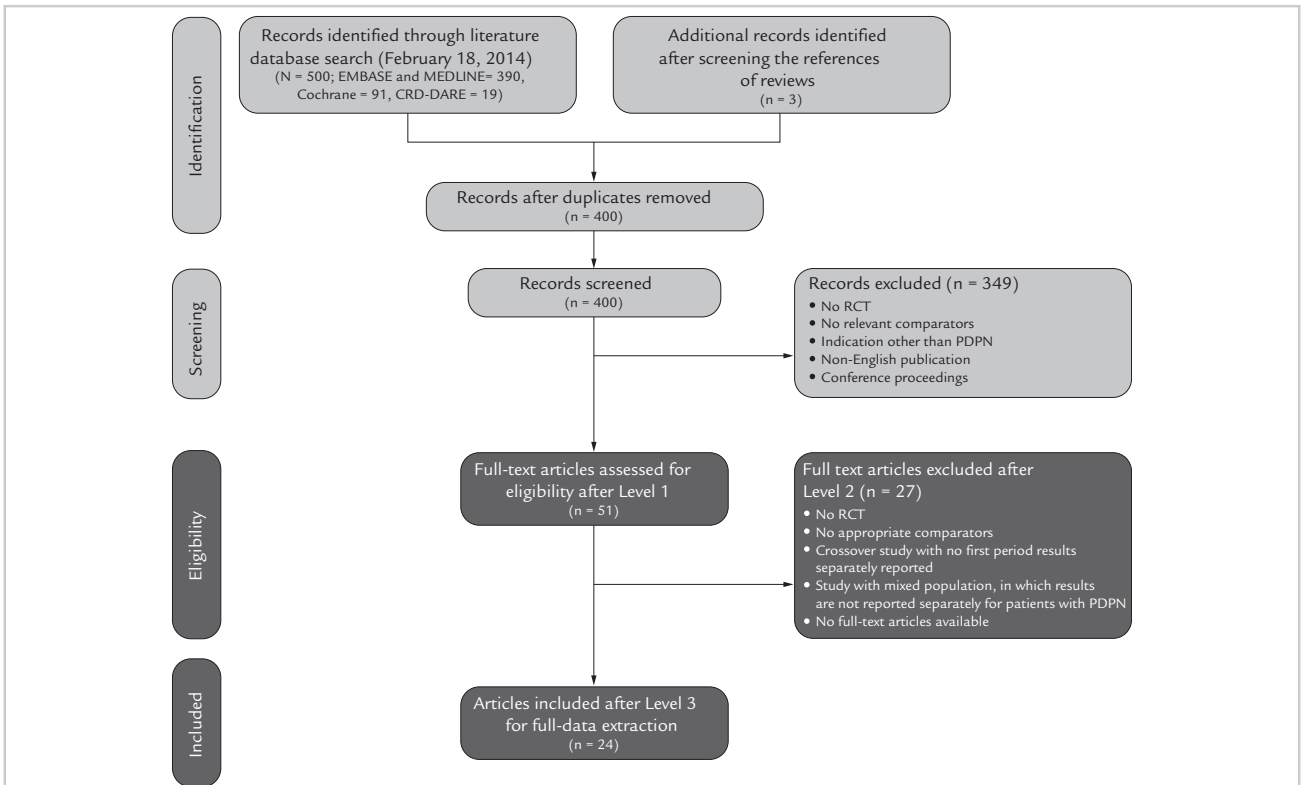 Identification
Records identified through literature
database search (February 18, 2014)
(N = 500; EMBASE and MEDLINE= 390,
Cochrane = 91, CRD-DARE = 19)
Additional records identified
after screening the references
of reviews
(n = 3)
Records after duplicates removed
(n = 400)
Screening
Records screened
(n = 400)
Records excluded (n = 349)
• No RCT
• No relevant comparators
• Indication other than PDPN
• Non-English publication
• Conference proceedings
Eligibility
Full-text articles assessed for
eligibility after Level 1
(n = 51)
Full text articles excluded after
Level 2 (n = 27)
• No RCT
• No appropriate comparators
• Crossover study with no first period results
separately reported
• Study with mixed population, in which results
are not reported separately for patients with PDPN
• No full-text articles available
Included
Articles included after Level 3
for full-data extraction
(n = 24)